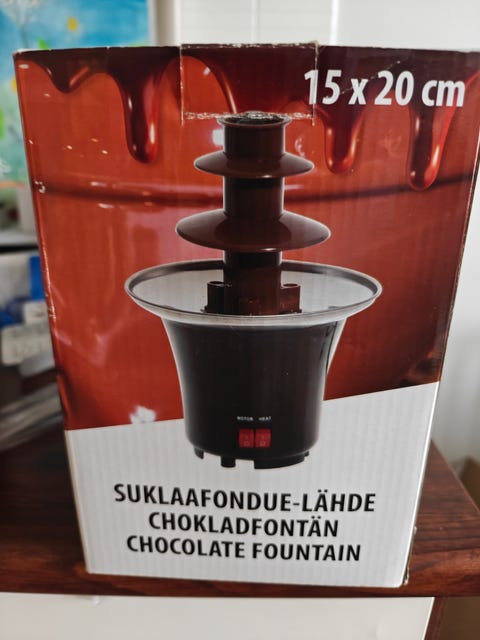 15 x 20 cm
MOTOR HEAT
SUKLAAFONDUE-LÄHDE
CHOKLADFONTÄN
CHOCOLATE FOUNTAIN